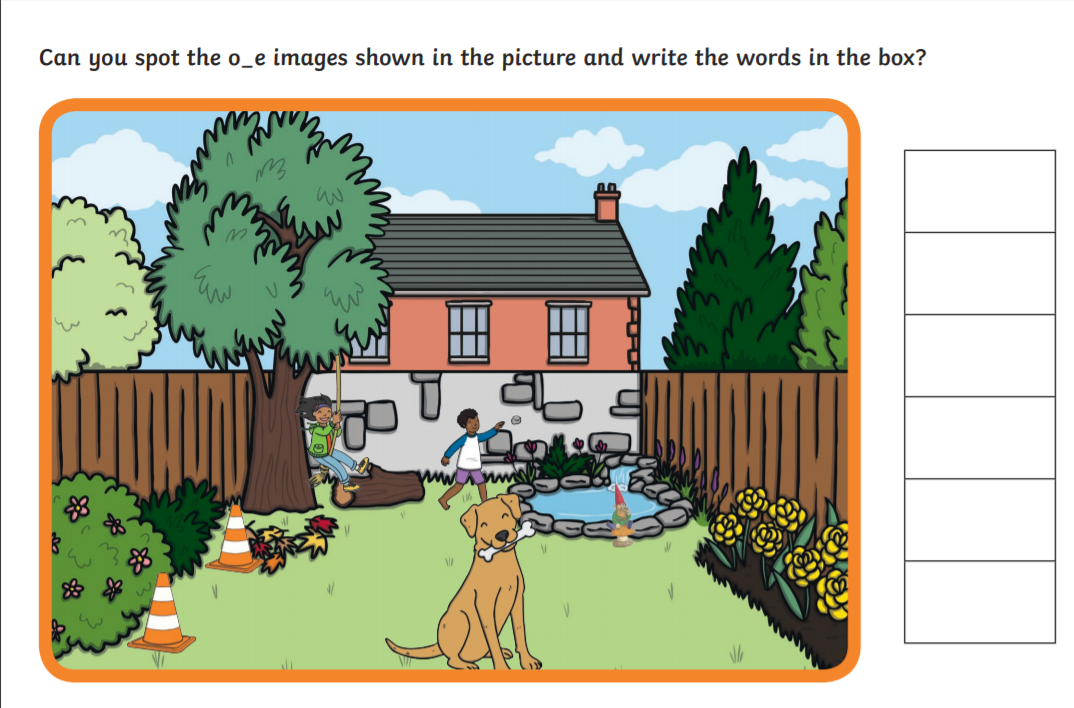 Can you spot the o_e images shown in the picture and write the words in the box?